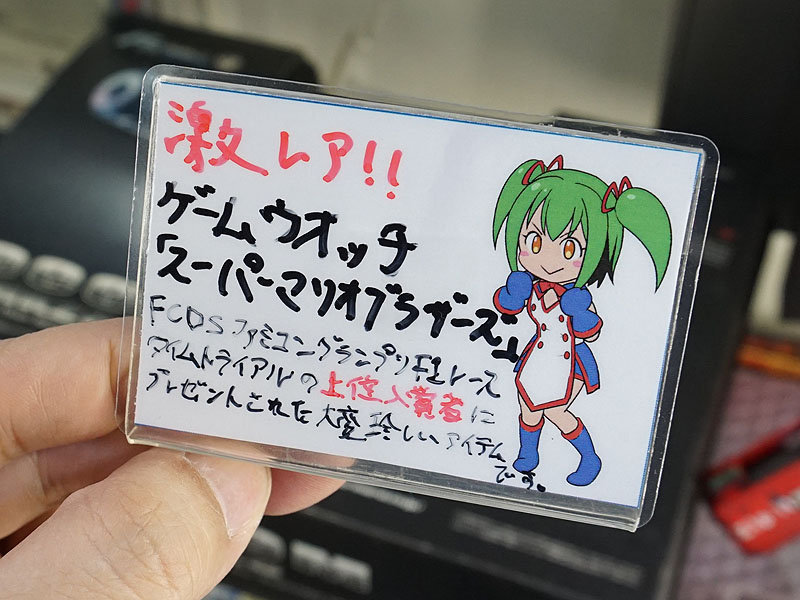 激レア!!
ゲームウオッチ
「スーパーマリオブラザーズ」
FCDSファミコングランプリF1レース
タイムトライアルの上位入賞者に
プレゼントされた大変珍しいアイテム
です。